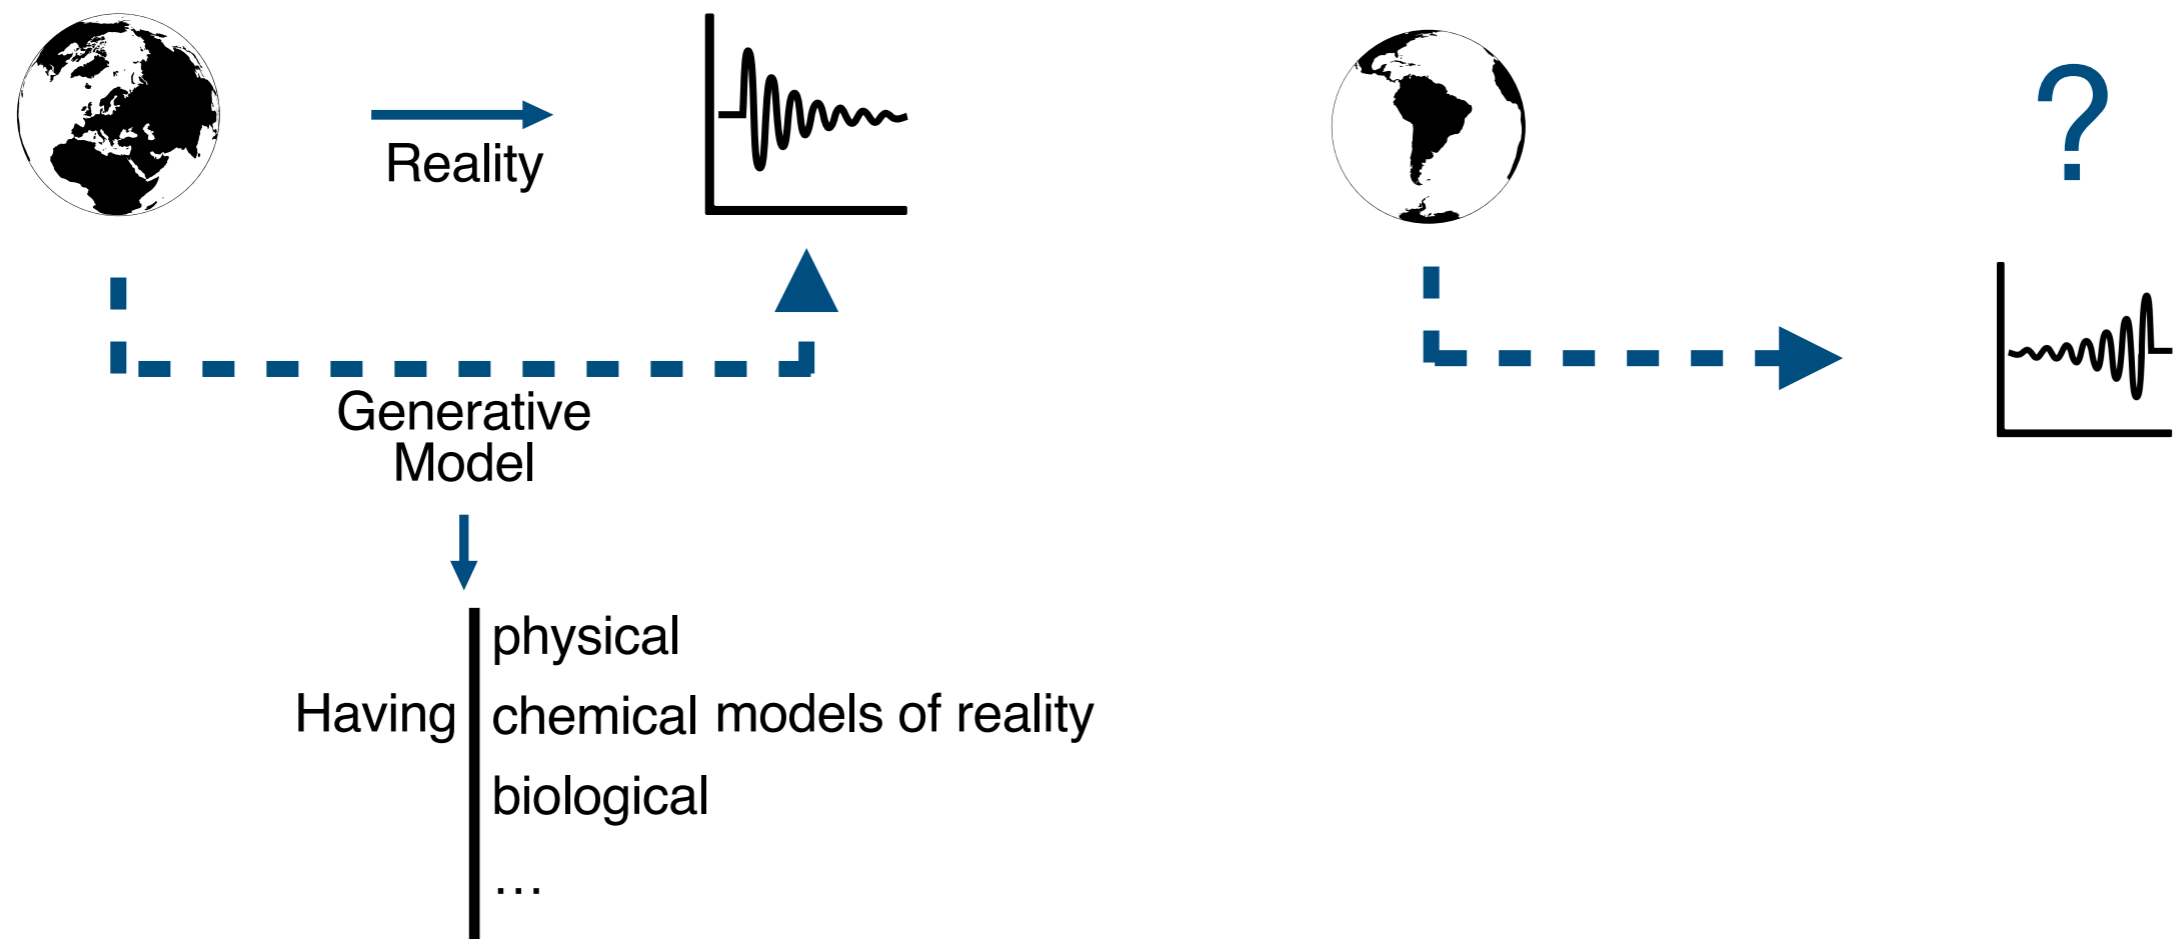 Reality
?
Generative
Model
physical
Having chemical models of reality
biological
…